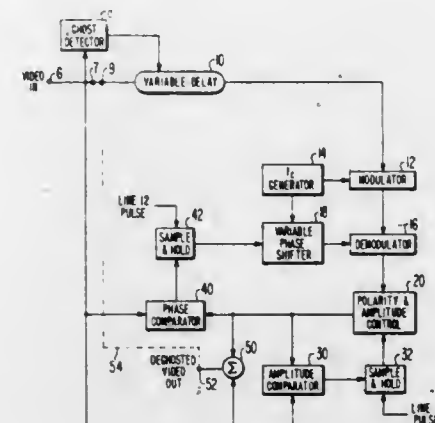 GHOST
DETECTOR
VIDEO
IN
6
7
9
10
VARIABLE DELAY
14
fc
GENERATOR
12
MODULATOR
LINE 12
PULSE
42
SAMPLE
& HOLD
18
VARIABLE
PHASE
SHIFTER
16
DEMODULATOR
40
PHASE
COMPARATOR
20
POLARITY &
AMPLITUDE
CONTROL
54
DEGHOSTED
VIDEO
OUT
52
50
Σ
30
AMPLITUDE
COMPARATOR
32
SAMPLE
& HOLD
LINE
PULSE